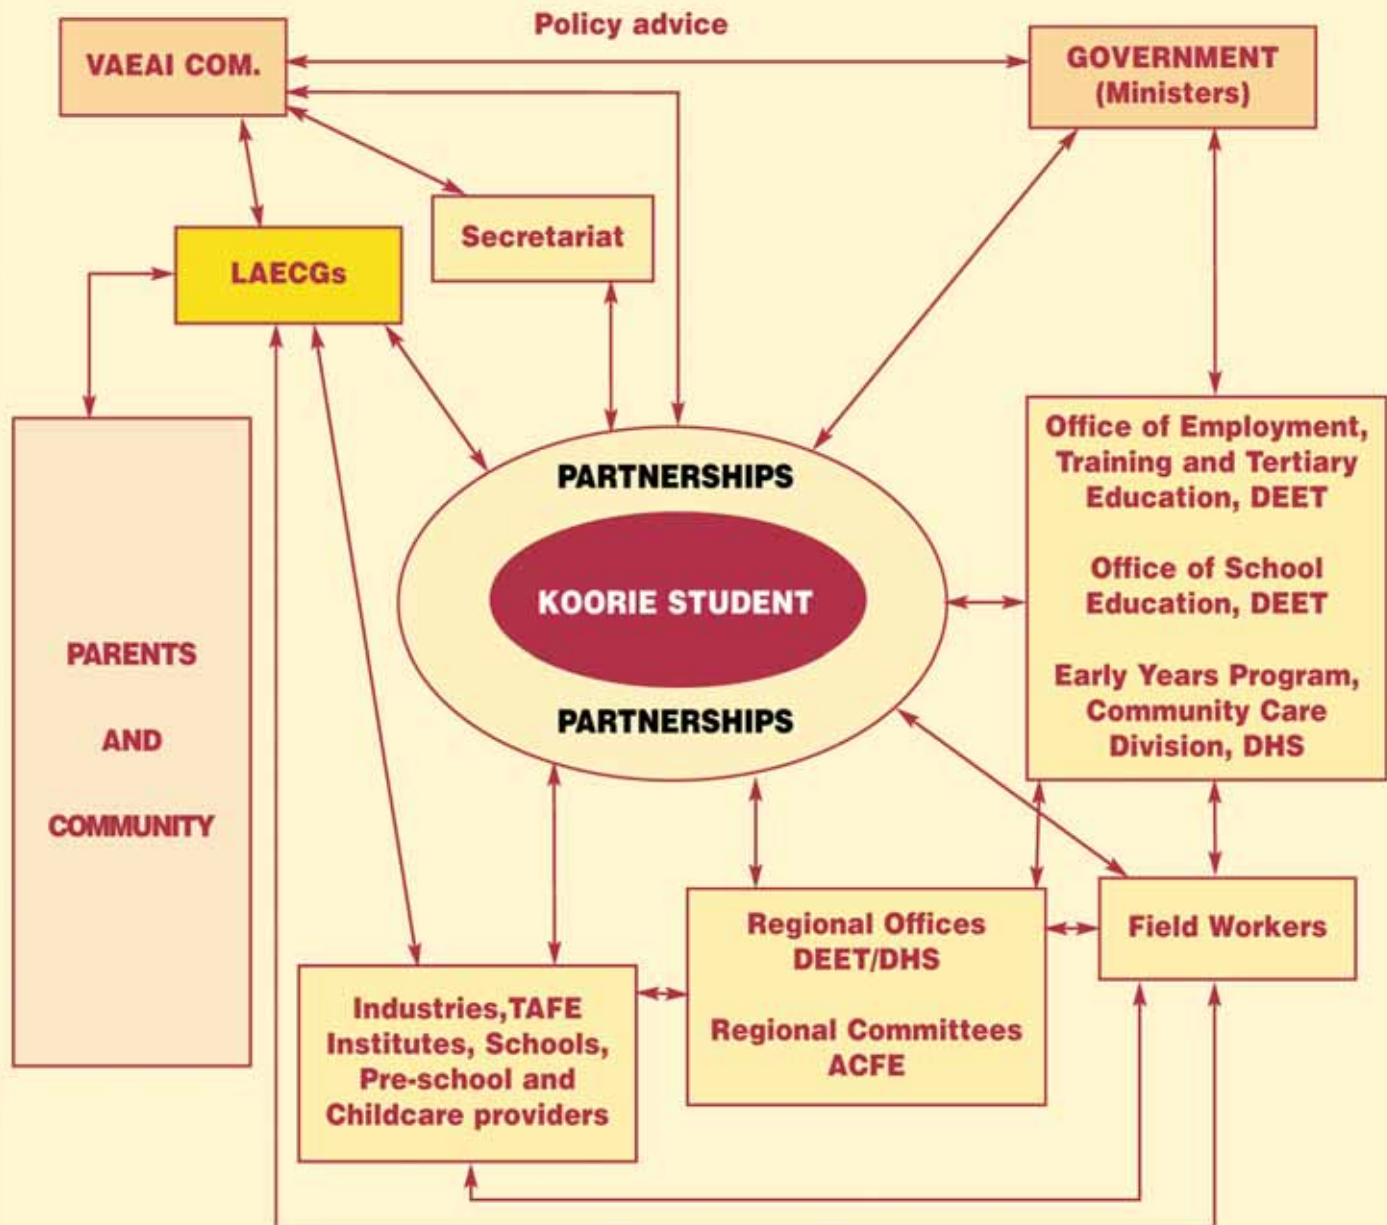 Policy advice
VAEAI COM.
GOVERNMENT
(Ministers)
Secretariat
LAECGs
PARTNERSHIPS
KOORIE STUDENT
PARTNERSHIPS
Office of Employment,
Training and Tertiary
Education, DEET
Office of School
Education, DEET
Early Years Program,
Community Care
Division, DHS
PARENTS
AND
COMMUNITY
Regional Offices
DEET/DHS
Regional Committees
ACFE
Field Workers
Industries,TAFE
Institutes, Schools,
Pre-school and
Childcare providers